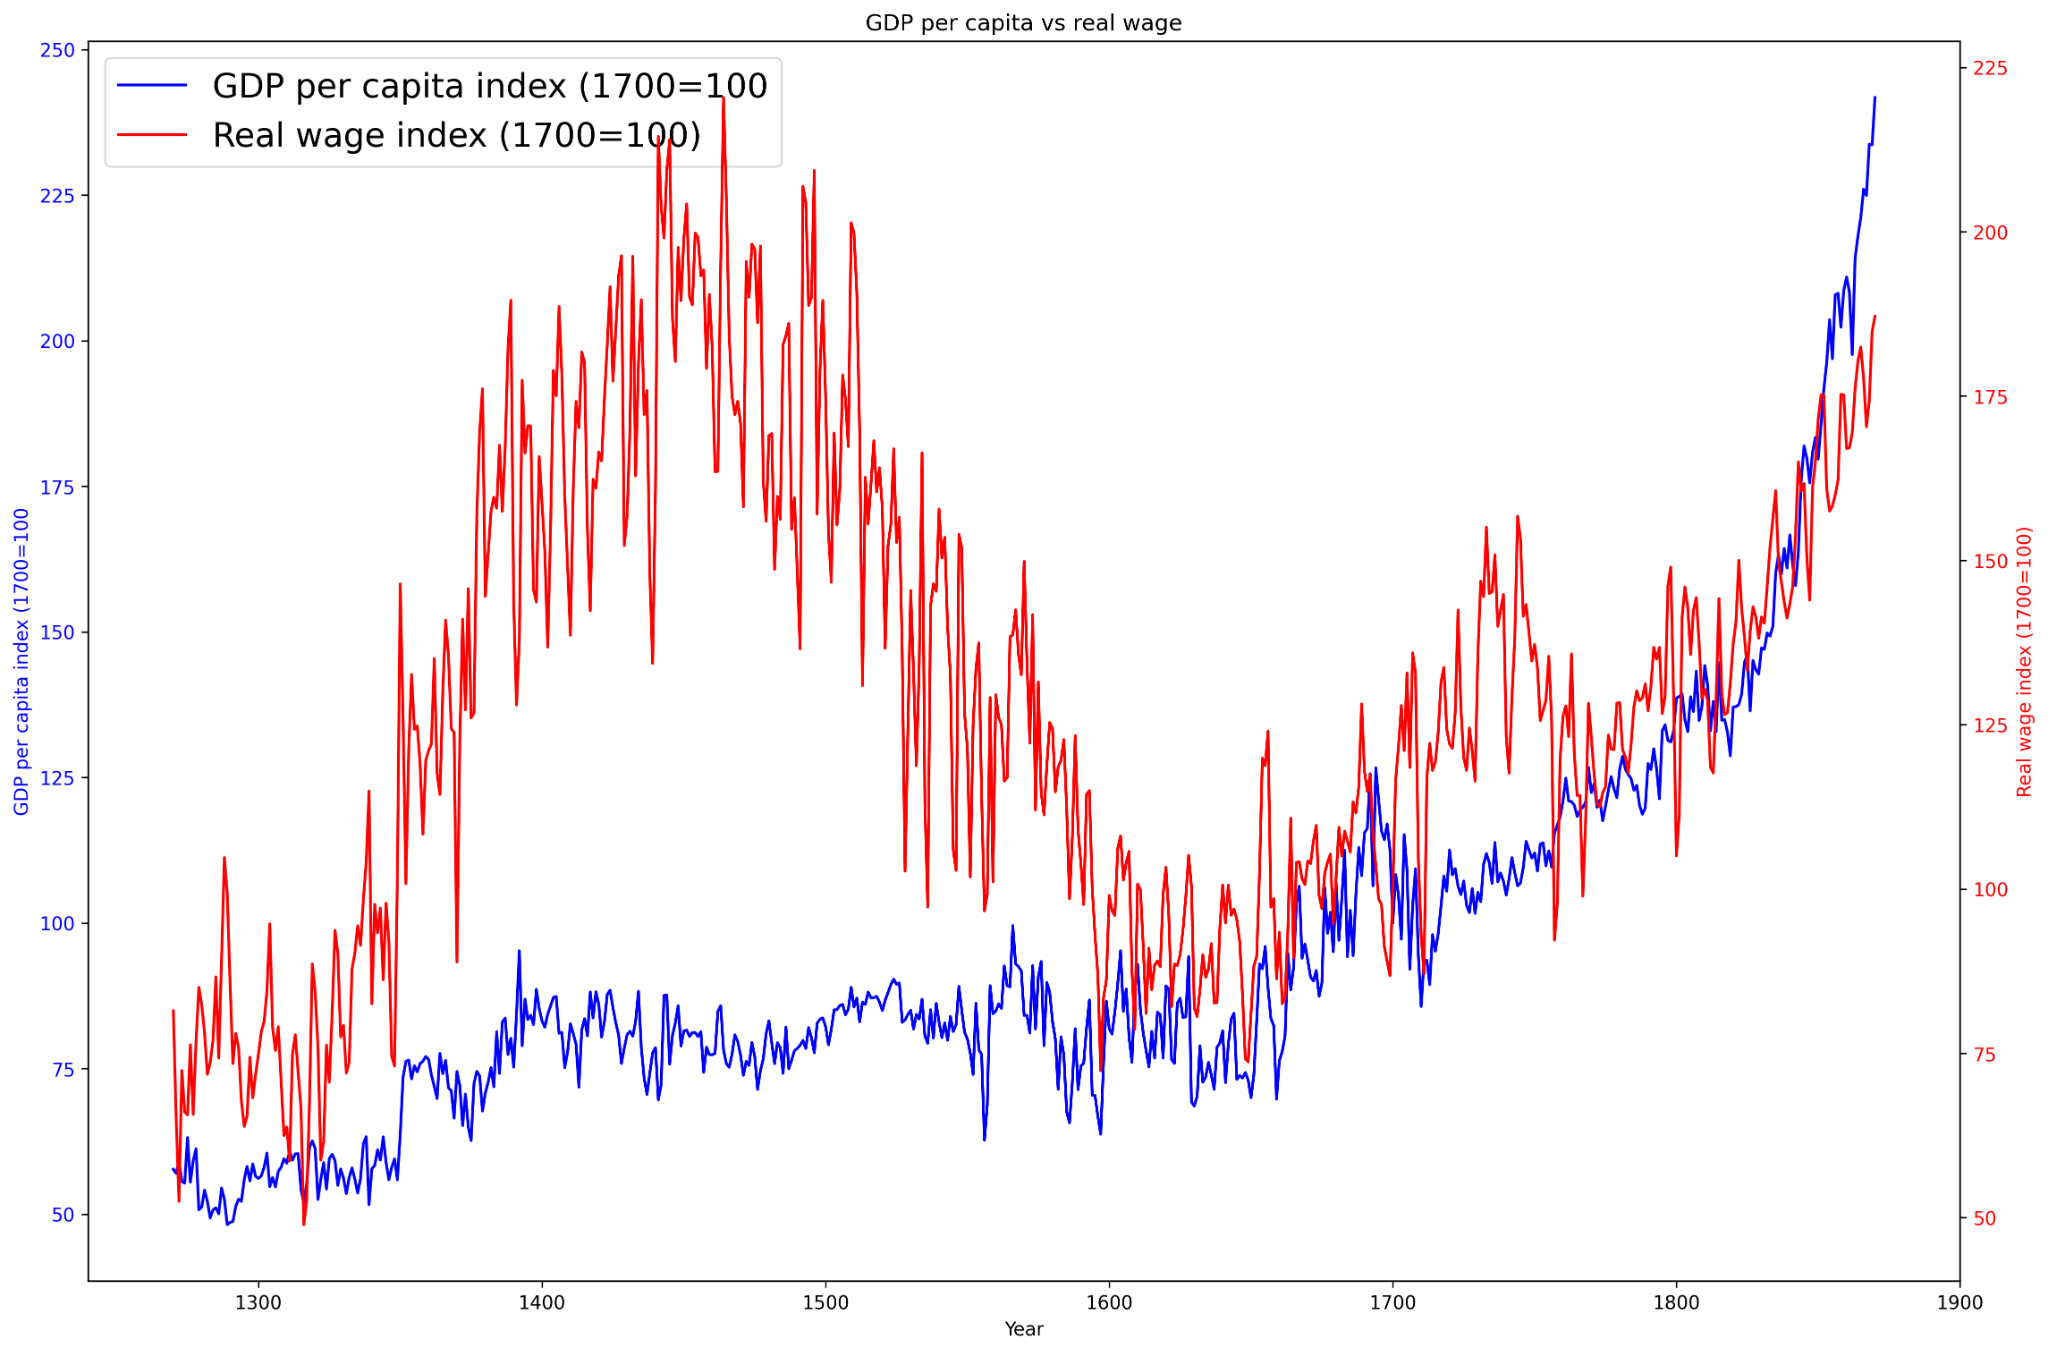 GDP per capita vs real wage
GDP per capita index (1700=100
Real wage index (1700=100)
250
225
200
175
150
125
100
75
50
GDP per capita index (1700=100
225
200
175
150
125
100
75
50
Real wage index (1700=100)
1300 1400 1500 1600 1700 1800 1900
Year